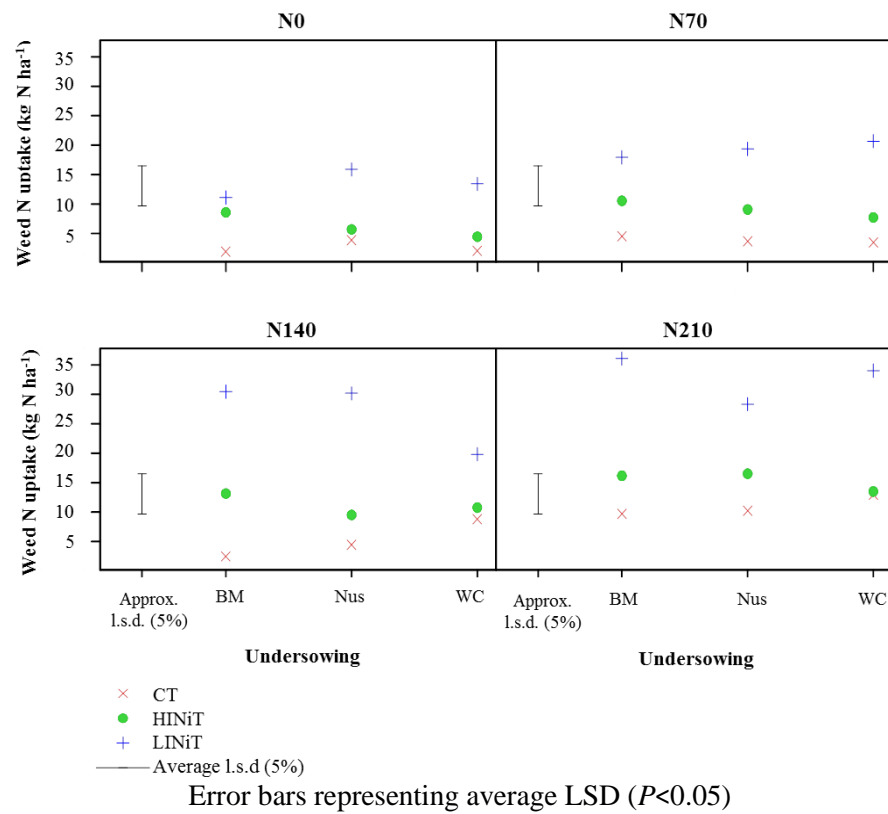 N0
N70
Weed N uptake (kg N ha⁻¹)
35
30
25
20
15
10
5
N140
N210
Weed N uptake (kg N ha⁻¹)
35
30
25
20
15
10
5
Approx. l.s.d. (5%)
BM
Nus
WC
Approx. l.s.d. (5%)
BM
Nus
WC
Undersowing
Undersowing
CT
HINiT
LINiT
Average l.s.d (5%)
Error bars representing average LSD (P<0.05)